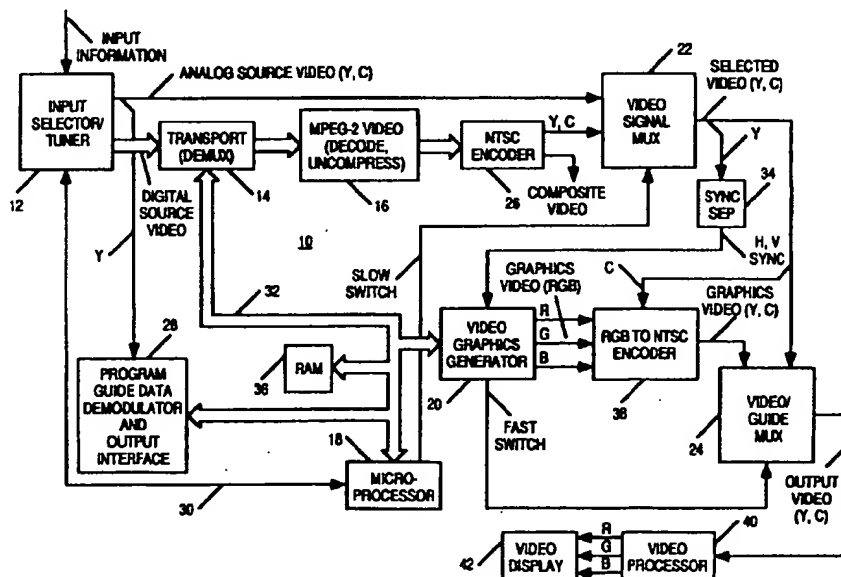 INPUT
INFORMATION
INPUT
SELECTOR/
TUNER
12
ANALOG SOURCE VIDEO (Y, C)
TRANSPORT
(DEMUX)
14
DIGITAL
SOURCE
VIDEO
Y
MPEG-2 VIDEO
(DECODE,
UNCOMPRESS)
16
NTSC
ENCODER
26
Y, C
COMPOSITE
VIDEO
22
VIDEO
SIGNAL
MUX
SELECTED
VIDEO (Y, C)
Y
34
SYNC
SEP
H, V
SYNC
10
SLOW
SWITCH
32
GRAPHICS
VIDEO (RGB)
C
GRAPHICS
VIDEO (Y, C)
28
PROGRAM
GUIDE DATA
DEMODULATOR
AND
OUTPUT
INTERFACE
RAM
36
VIDEO
GRAPHICS
GENERATOR
20
R
G
B
RGB TO NTSC
ENCODER
38
VIDEO/
GUIDE
MUX
24
FAST
SWITCH
18
MICRO-
PROCESSOR
30
OUTPUT
VIDEO
(Y, C)
42
VIDEO
DISPLAY
R
G
B
VIDEO
PROCESSOR
40